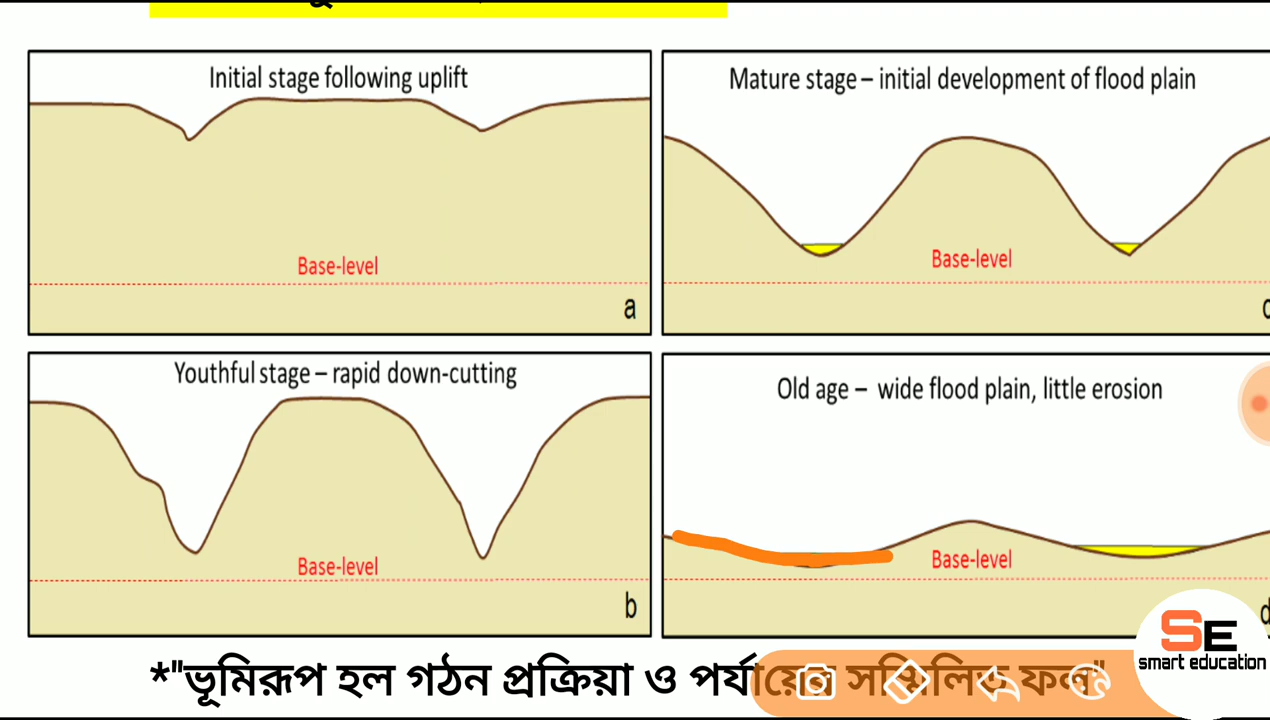 Initial stage following uplift
Base-level
a
Mature stage – initial development of flood plain
Base-level
Youthful stage – rapid down-cutting
Base-level
b
Old age – wide flood plain, little erosion
Base-level
d
*"ভূমিরূপ হল গঠন প্রক্রিয়া ও পর্যায়ের সম্মিলিত ফল"
SE
smart education